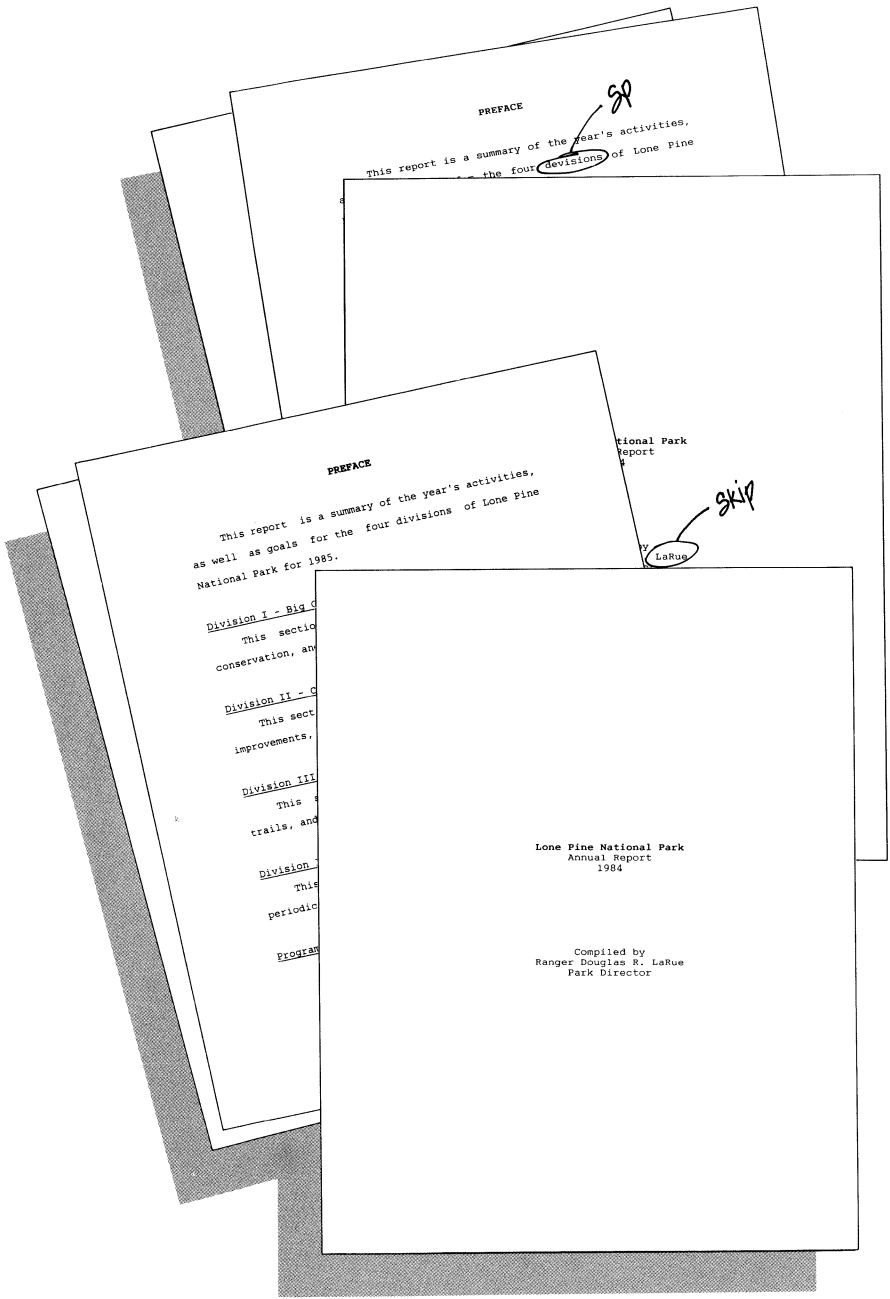 PREFACE
sp
This report is a summary of the year's activities,
the four devisions of Lone Pine
tional Park
Report
4
skip
by
LaRue
PREFACE
This report is a summary of the year's activities,
as well as goals for the four divisions of Lone Pine
National Park for 1985.
Division I - Big
This sectio
conservation, an
Division II - C
This sect
improvements,
Division III
This s
trails, and
Division
This
periodic
Program
Lone Pine National Park
Annual Report
1984
Compiled by
Ranger Douglas R. LaRue
Park Director